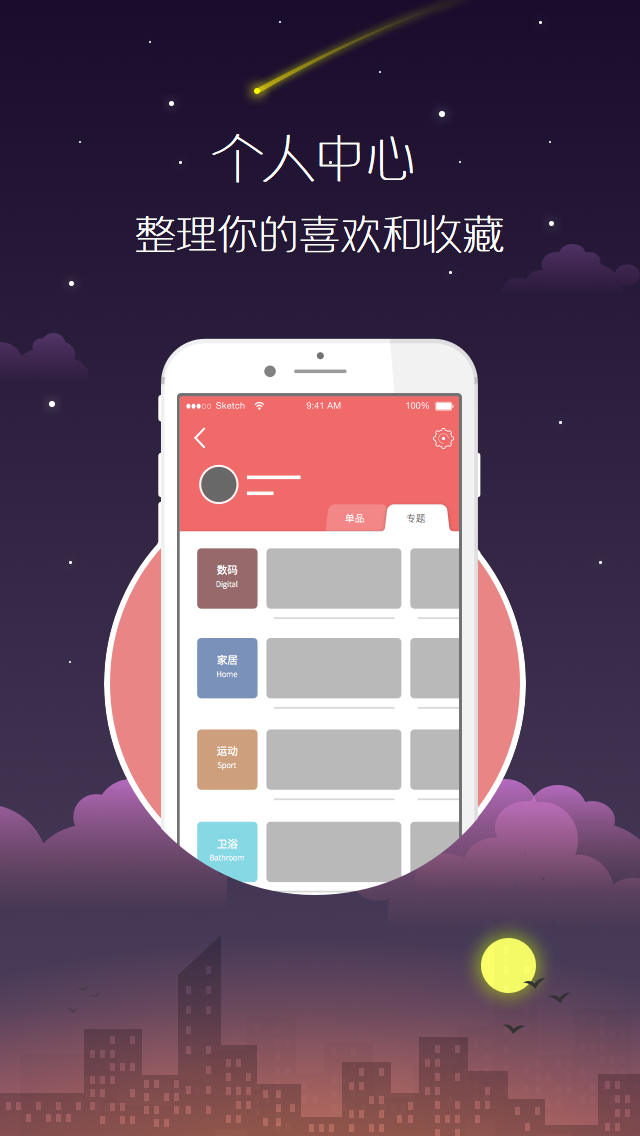 个人中心
整理你的喜欢和收藏
Sketch 9:41 AM 100%
单品 专题
数码
Digital
家居
Home
运动
Sport
卫浴
Bathroom